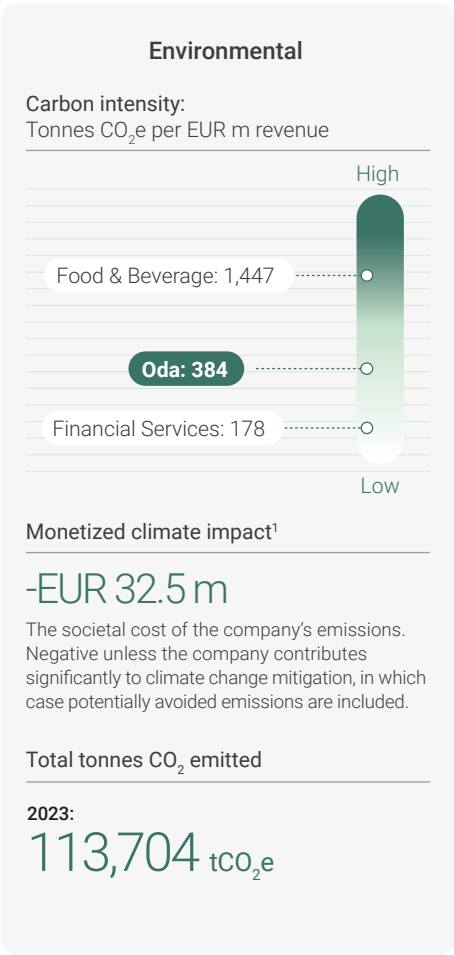 Environmental
Carbon intensity:
Tonnes CO₂e per EUR m revenue
High
Food & Beverage: 1,447
Oda: 384
Financial Services: 178
Low
Monetized climate impact¹
-EUR 32.5 m
The societal cost of the company’s emissions.
Negative unless the company contributes
significantly to climate change mitigation, in which
case potentially avoided emissions are included.
Total tonnes CO₂ emitted
2023:
113,704 tCO₂e